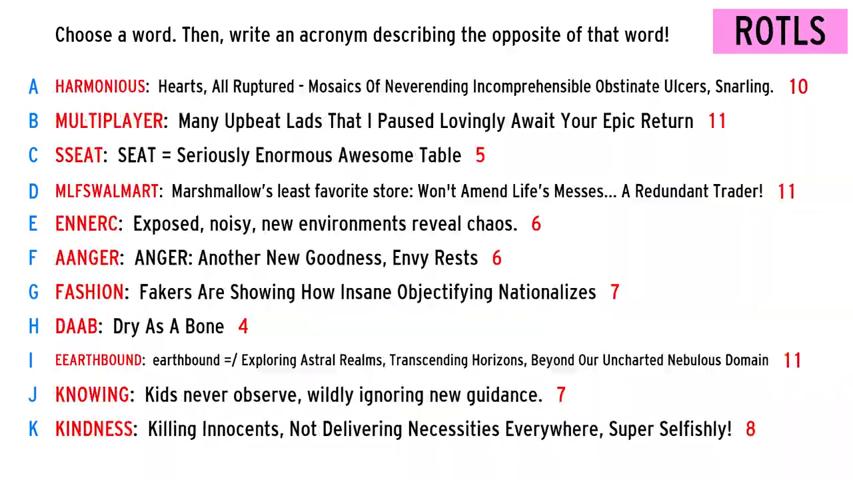 Choose a word. Then, write an acronym describing the opposite of that word!
ROTLS
A HARMONIOUS: Hearts, All Ruptured - Mosaics Of Neverending Incomprehensible Obstinate Ulcers, Snarling. 10
B MULTIPLAYER: Many Upbeat Lads That I Paused Lovingly Await Your Epic Return 11
C SSEAT: SEAT = Seriously Enormous Awesome Table 5
D MLFSWALMART: Marshmallow's least favorite store: Won't Amend Life's Messes... A Redundant Trader! 11
E ENNERC: Exposed, noisy, new environments reveal chaos. 6
F AANGER: ANGER: Another New Goodness, Envy Rests 6
G FASHION: Fakers Are Showing How Insane Objectifying Nationalizes 7
H DAAB: Dry As A Bone 4
I EEARTHBOUND: earthbound =/ Exploring Astral Realms, Transcending Horizons, Beyond Our Uncharted Nebulous Domain 11
J KNOWING: Kids never observe, wildly ignoring new guidance. 7
K KINDNESS: Killing Innocents, Not Delivering Necessities Everywhere, Super Selfishly! 8